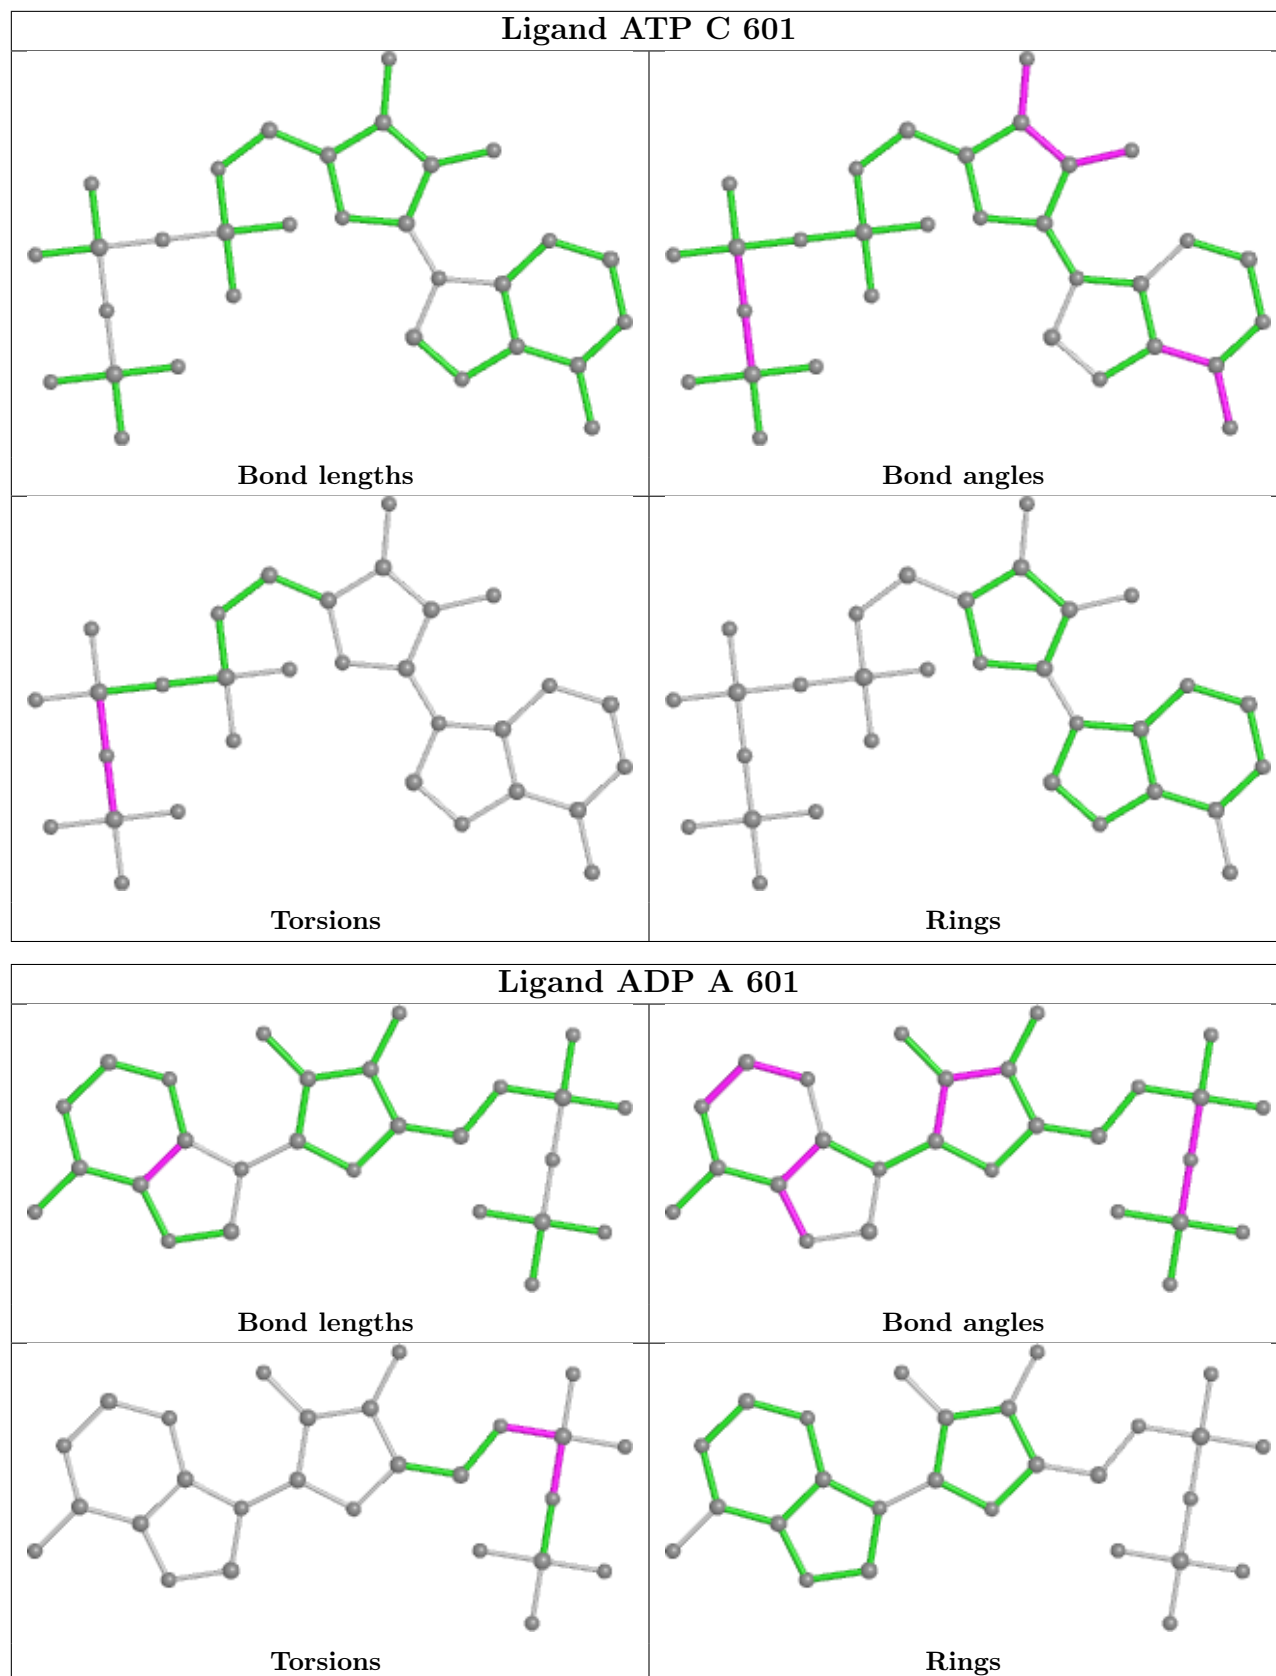 Ligand ATP C 601
Bond lengths
Bond angles
Torsions
Rings
Ligand ADP A 601
Bond lengths
Bond angles
Torsions
Rings